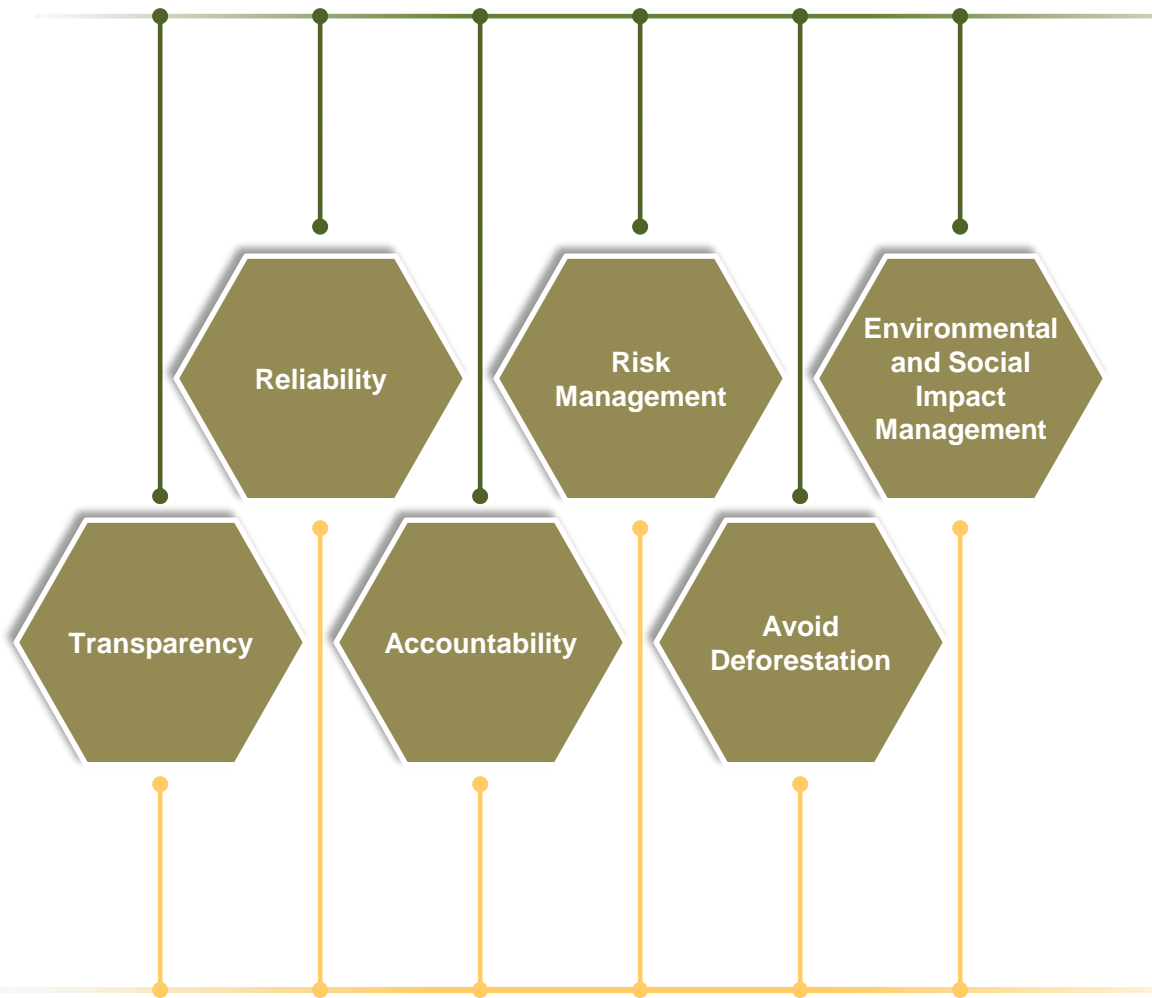 Reliability
Risk
Management
Environmental
and Social
Impact
Management
Transparency
Accountability
Avoid
Deforestation